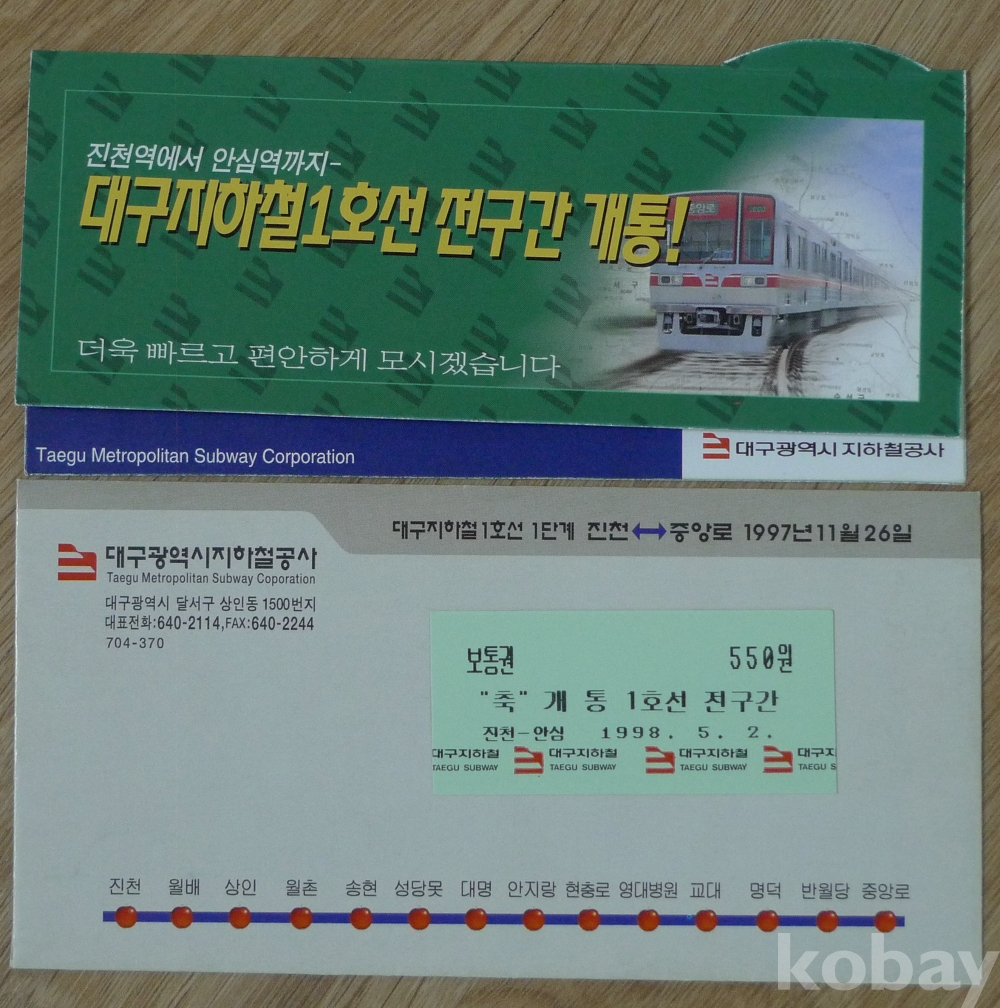 진천역에서 안심역까지-
대구지하철1호선 전구간 개통!
중앙로
서구
더욱 빠르고 편안하게 모시겠습니다
Taegu Metropolitan Subway Corporation
대구광역시 지하철공사
대구지하철1호선 1단계 진천↔중앙로 1997년11월26일
대구광역시지하철공사
Taegu Metropolitan Subway Coporation
대구광역시 달서구 상인동 1500번지
대표전화:640-2114,FAX:640-2244
704-370
보통권 550원
"축" 개 통 1호선 전구간
진천-안심 1998. 5. 2.
대구지하철 대구지하철 대구지하철 대구지
TAEGU SUBWAY TAEGU SUBWAY TAEGU SUBWAY TAEGU S
진천 월배 상인 월촌 송현 성당못 대명 안지랑 현충로 영대병원 교대 명덕 반월당 중앙로
kobay